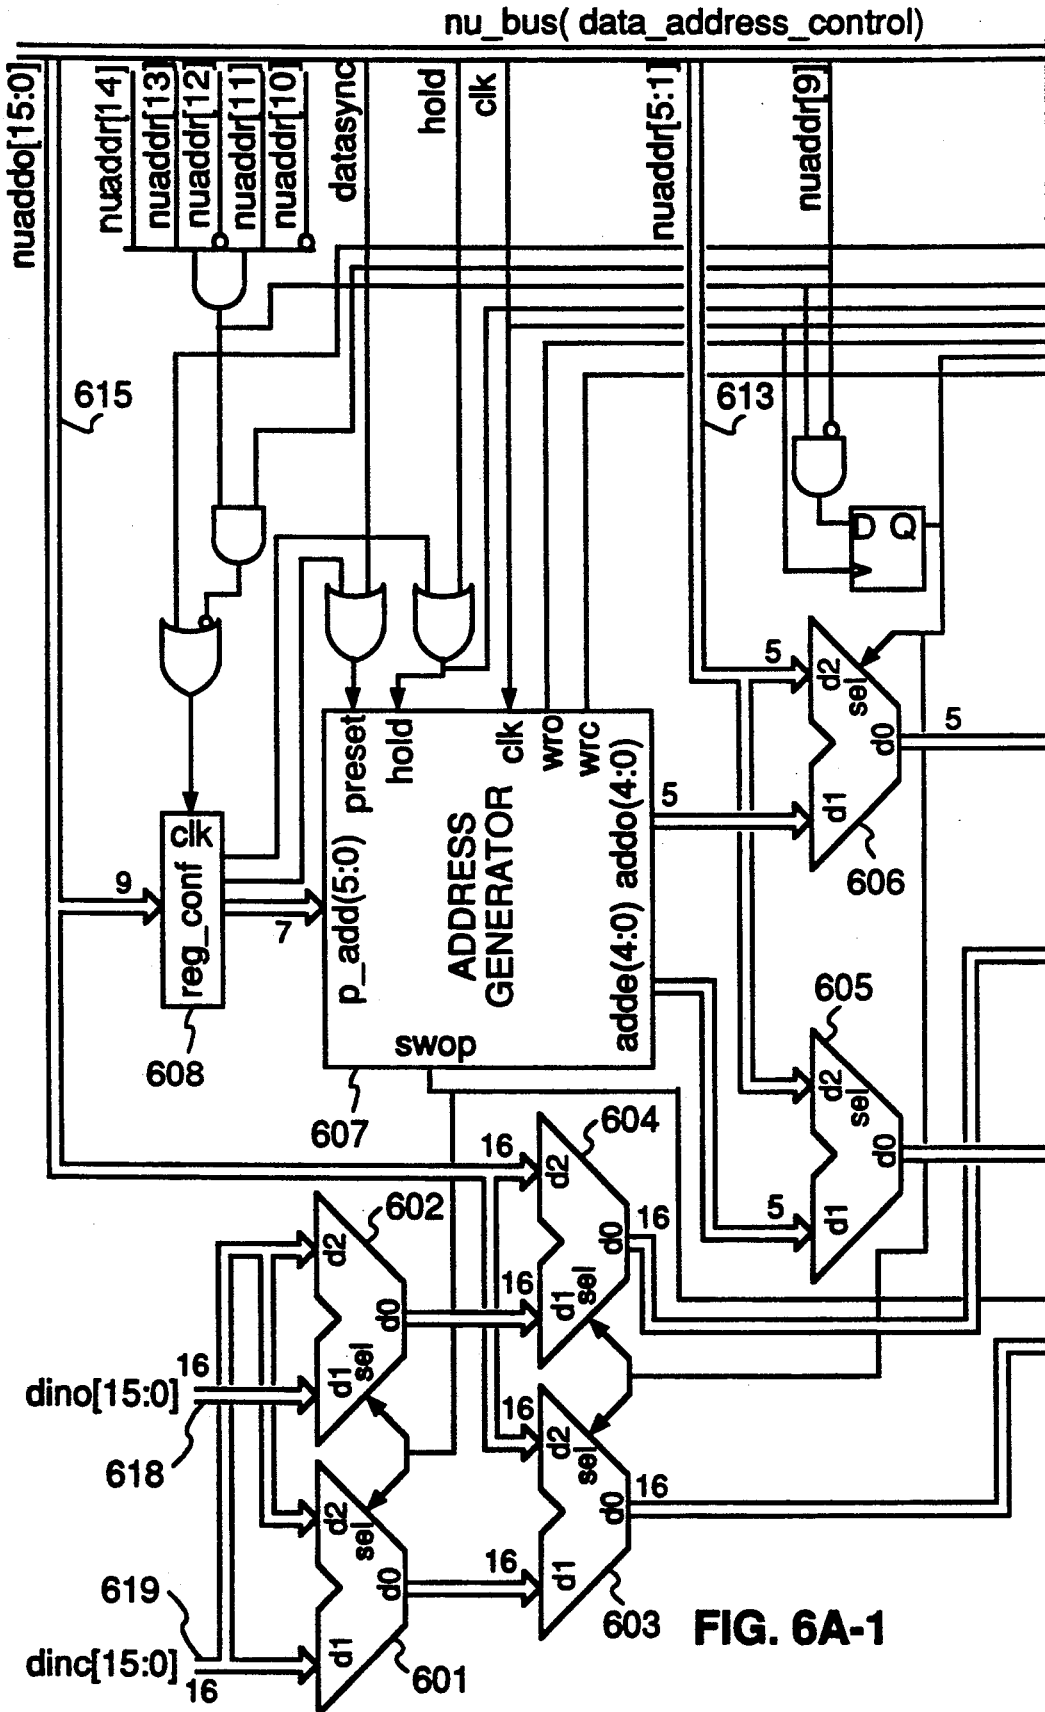 nu_bus( data_address_control)
nuaddo[15:0]
nuaddr[14]
nuaddr[13]
nuaddr[12]
nuaddr[11]
nuaddr[10]
datasync
hold
clk
nuaddr[5:1]
nuaddr[9]
615
613
D Q
preset
hold
clk
wro
wrc
p_add(5:0)
ADDRESS
GENERATOR
addo(4:0)
adde(4:0)
swop
607
clk
reg_conf
608
9
7
5
5
d2
sel
d1
d0
5
606
605
d2
sel
d0
d1
5
16
604
d2
d0
16
d1
sel
16
602
d2
d0
d1
sel
16
dino[15:0]
618
16
d2
sel
d0
16
d1
603
16
d2
sel
d0
d1
601
619
dinc[15:0]
16
FIG. 6A-1